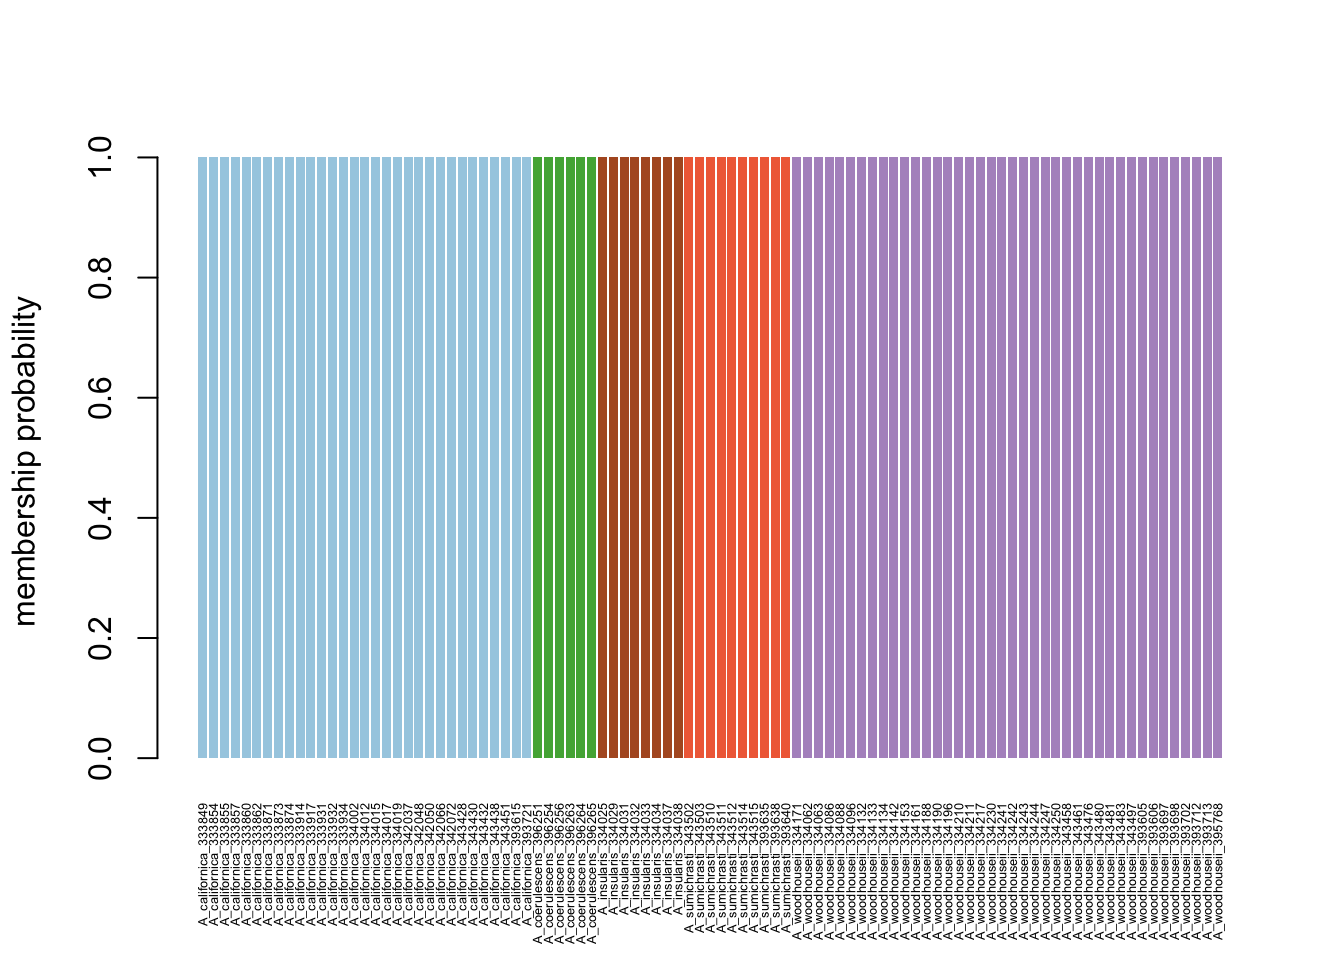 membership probability
1.0
0.8
0.6
0.4
0.2
0.0
A_californica_333849
A_californica_333854
A_californica_333855
A_californica_333857
A_californica_333860
A_californica_333862
A_californica_333871
A_californica_333873
A_californica_333874
A_californica_333914
A_californica_333917
A_californica_333931
A_californica_333932
A_californica_333934
A_californica_334002
A_californica_334012
A_californica_334015
A_californica_334017
A_californica_334019
A_californica_342037
A_californica_342048
A_californica_342050
A_californica_342066
A_californica_342072
A_californica_343428
A_californica_343430
A_californica_343432
A_californica_343438
A_californica_343451
A_californica_393615
A_californica_393721
A_coerulescens_396251
A_coerulescens_396254
A_coerulescens_396256
A_coerulescens_396263
A_coerulescens_396264
A_coerulescens_396265
A_insularis_334025
A_insularis_334029
A_insularis_334031
A_insularis_334032
A_insularis_334033
A_insularis_334034
A_insularis_334037
A_insularis_334038
A_sumichrasti_343502
A_sumichrasti_343503
A_sumichrasti_343510
A_sumichrasti_343511
A_sumichrasti_343512
A_sumichrasti_343514
A_sumichrasti_343515
A_sumichrasti_393635
A_sumichrasti_393638
A_sumichrasti_393640
A_woodhouseii_334171
A_woodhouseii_334062
A_woodhouseii_334063
A_woodhouseii_334086
A_woodhouseii_334088
A_woodhouseii_334096
A_woodhouseii_334132
A_woodhouseii_334133
A_woodhouseii_334134
A_woodhouseii_334142
A_woodhouseii_334153
A_woodhouseii_334161
A_woodhouseii_334188
A_woodhouseii_334190
A_woodhouseii_334196
A_woodhouseii_334210
A_woodhouseii_334211
A_woodhouseii_334217
A_woodhouseii_334230
A_woodhouseii_334241
A_woodhouseii_334242
A_woodhouseii_334243
A_woodhouseii_334244
A_woodhouseii_334247
A_woodhouseii_334250
A_woodhouseii_343458
A_woodhouseii_343461
A_woodhouseii_343476
A_woodhouseii_343480
A_woodhouseii_343481
A_woodhouseii_343483
A_woodhouseii_343497
A_woodhouseii_393605
A_woodhouseii_393606
A_woodhouseii_393697
A_woodhouseii_393698
A_woodhouseii_393702
A_woodhouseii_393712
A_woodhouseii_393713
A_woodhouseii_395768